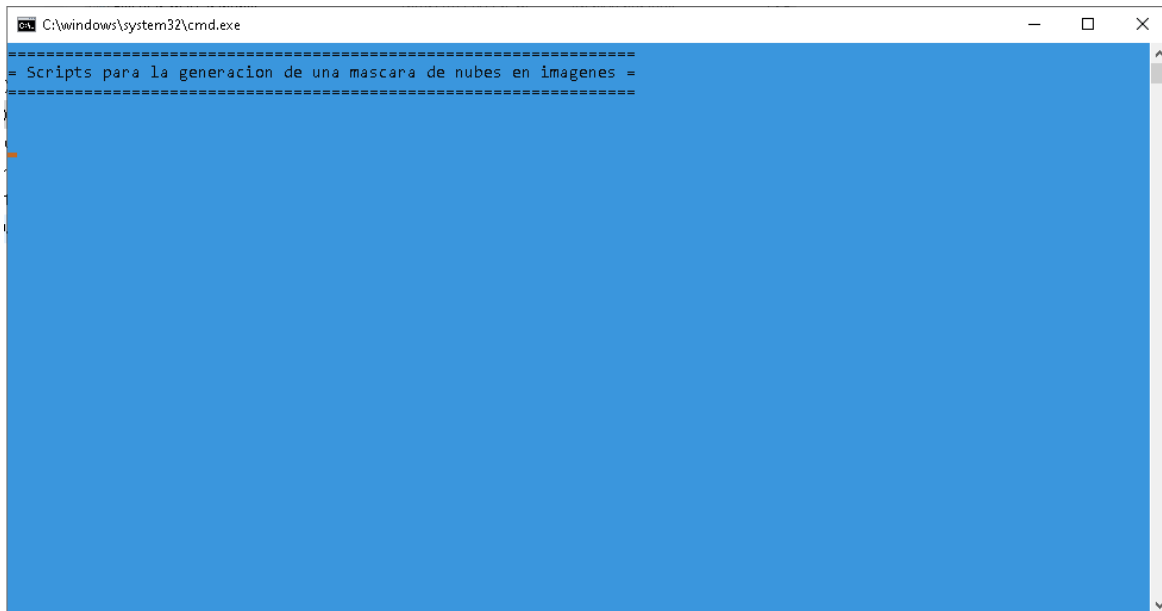 C:\windows\system32\cmd.exe
====================================================================
= Scripts para la generacion de una mascara de nubes en imagenes =
====================================================================